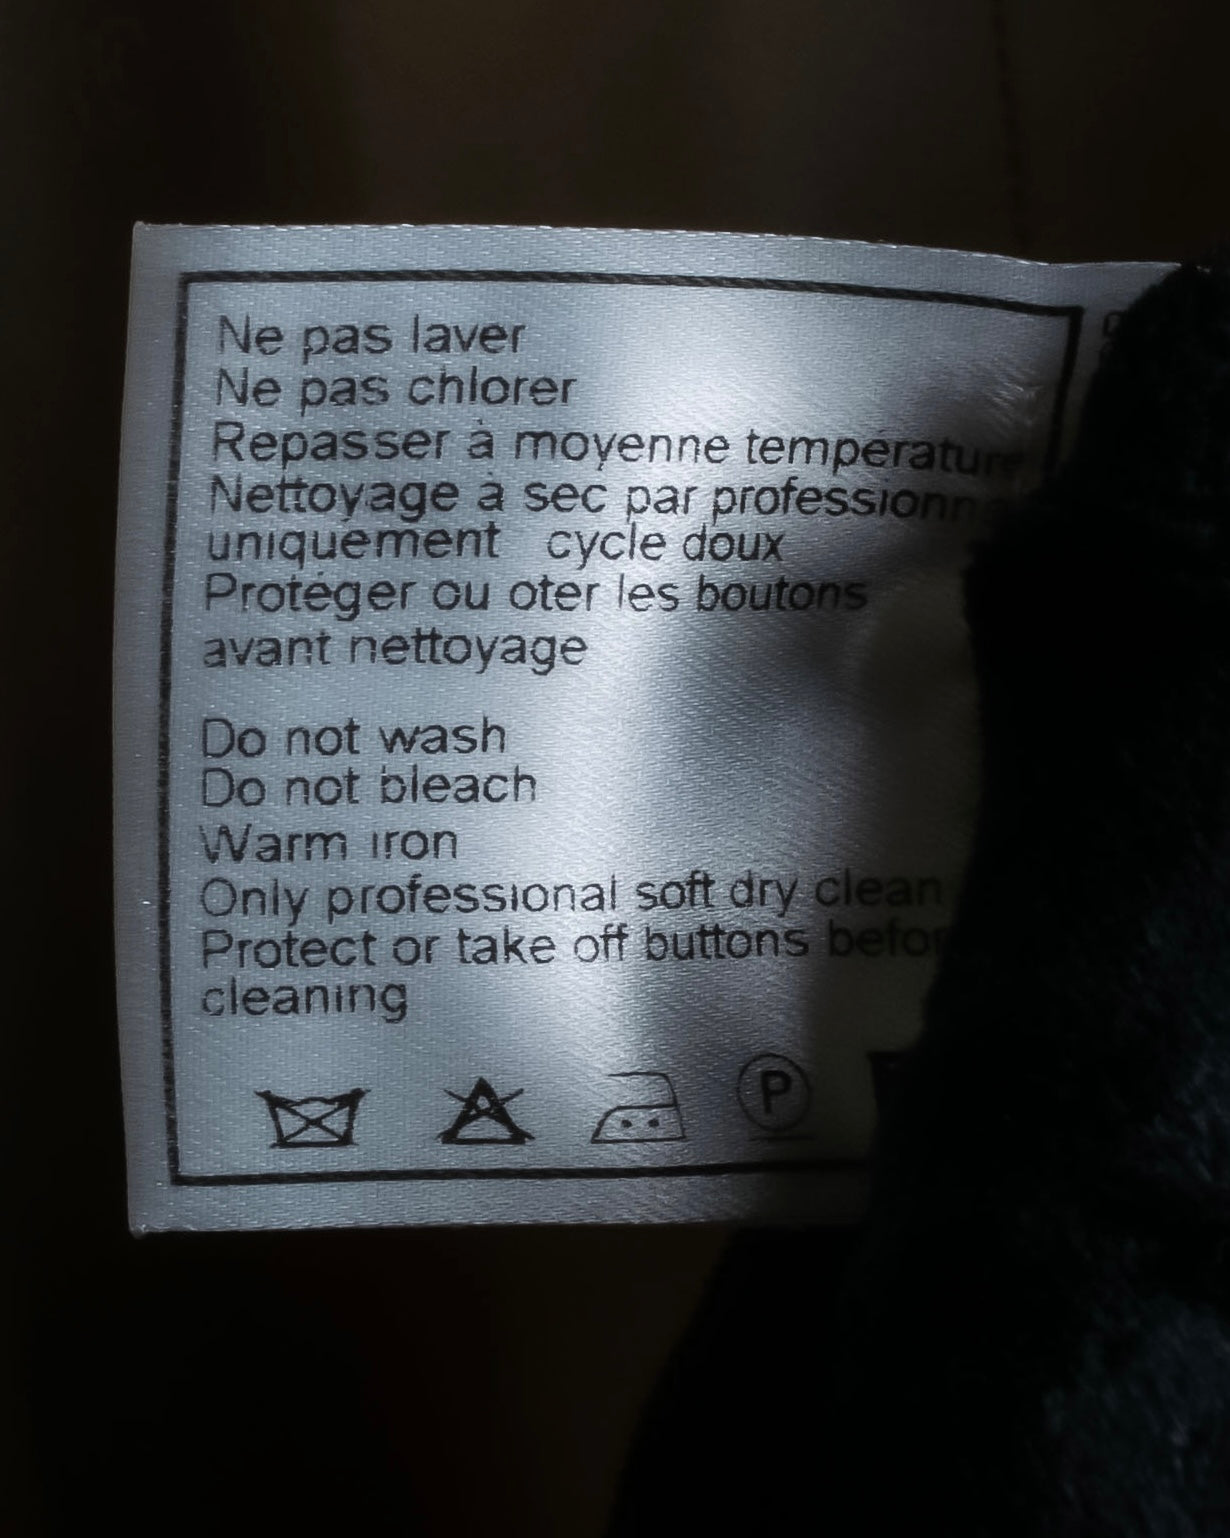 Ne pas laver
Ne pas chlorer
Repasser à moyenne température
Nettoyage à sec par
uniquement cycle doux
Protéger ou oter les boutons
avant nettoyage
Do not wash
Do not bleach
Warm iron
Only professional soft dry clean
Protect or take off buttons
cleaning
P